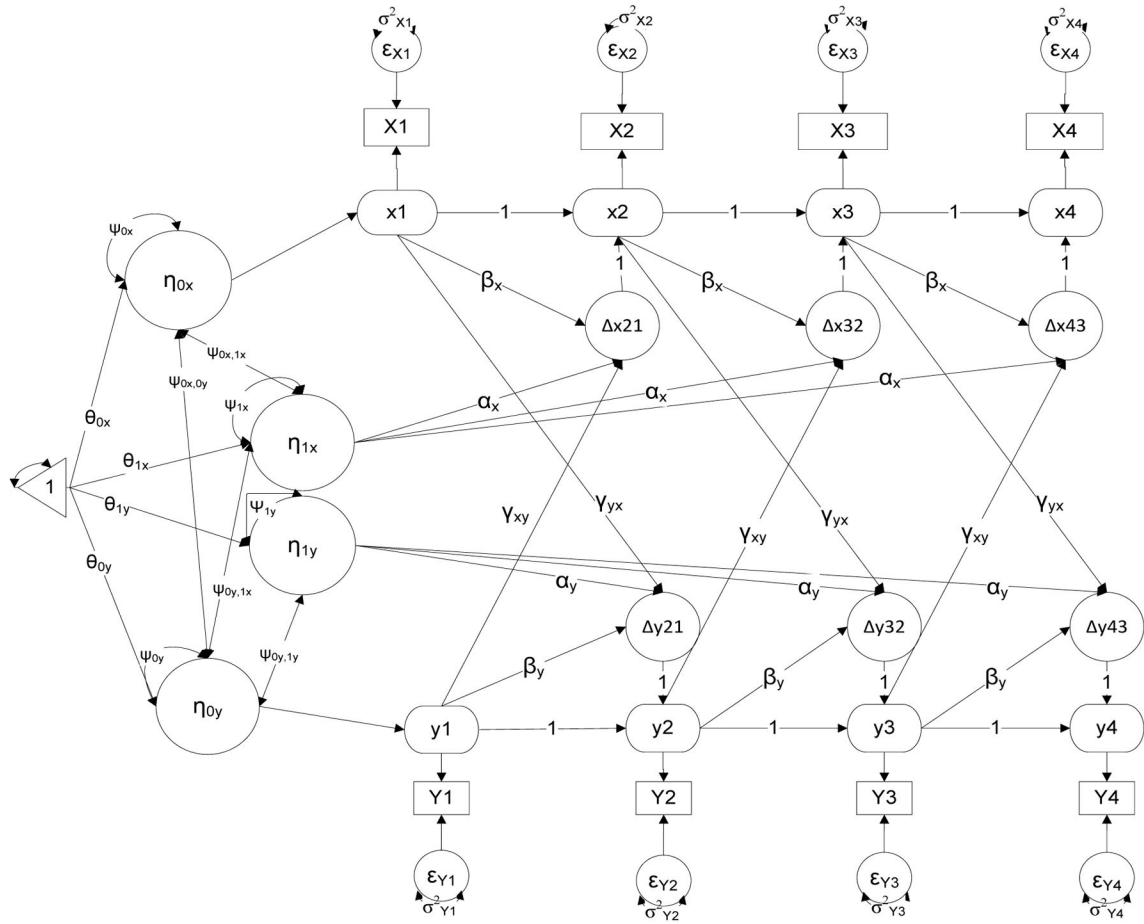 σ²X1 σ²X2 σ²X3 σ²X4
εX1 εX2 εX3 εX4
X1 X2 X3 X4
x1 1 x2 1 x3 1 x4
ψ0x
η0x
βx 1 βx 1 βx 1
Δx21 Δx32 Δx43
ψ0x,1x
ψ0x,0y
αx αx αx
ψ1x
θ0x
η1x
θ1x
1
θ1y
ψ1y
γxy γyx γxy γyx γxy γyx
η1y
θ0y
αy αy αy
ψ0y,1x
Δy21 Δy32 Δy43
ψ0y ψ0y,1y
βy 1 βy 1 βy 1
η0y
y1 1 y2 1 y3 1 y4
Y1 Y2 Y3 Y4
εY1 εY2 εY3 εY4
σ²Y1 σ²Y2 σ²Y3 σ²Y4